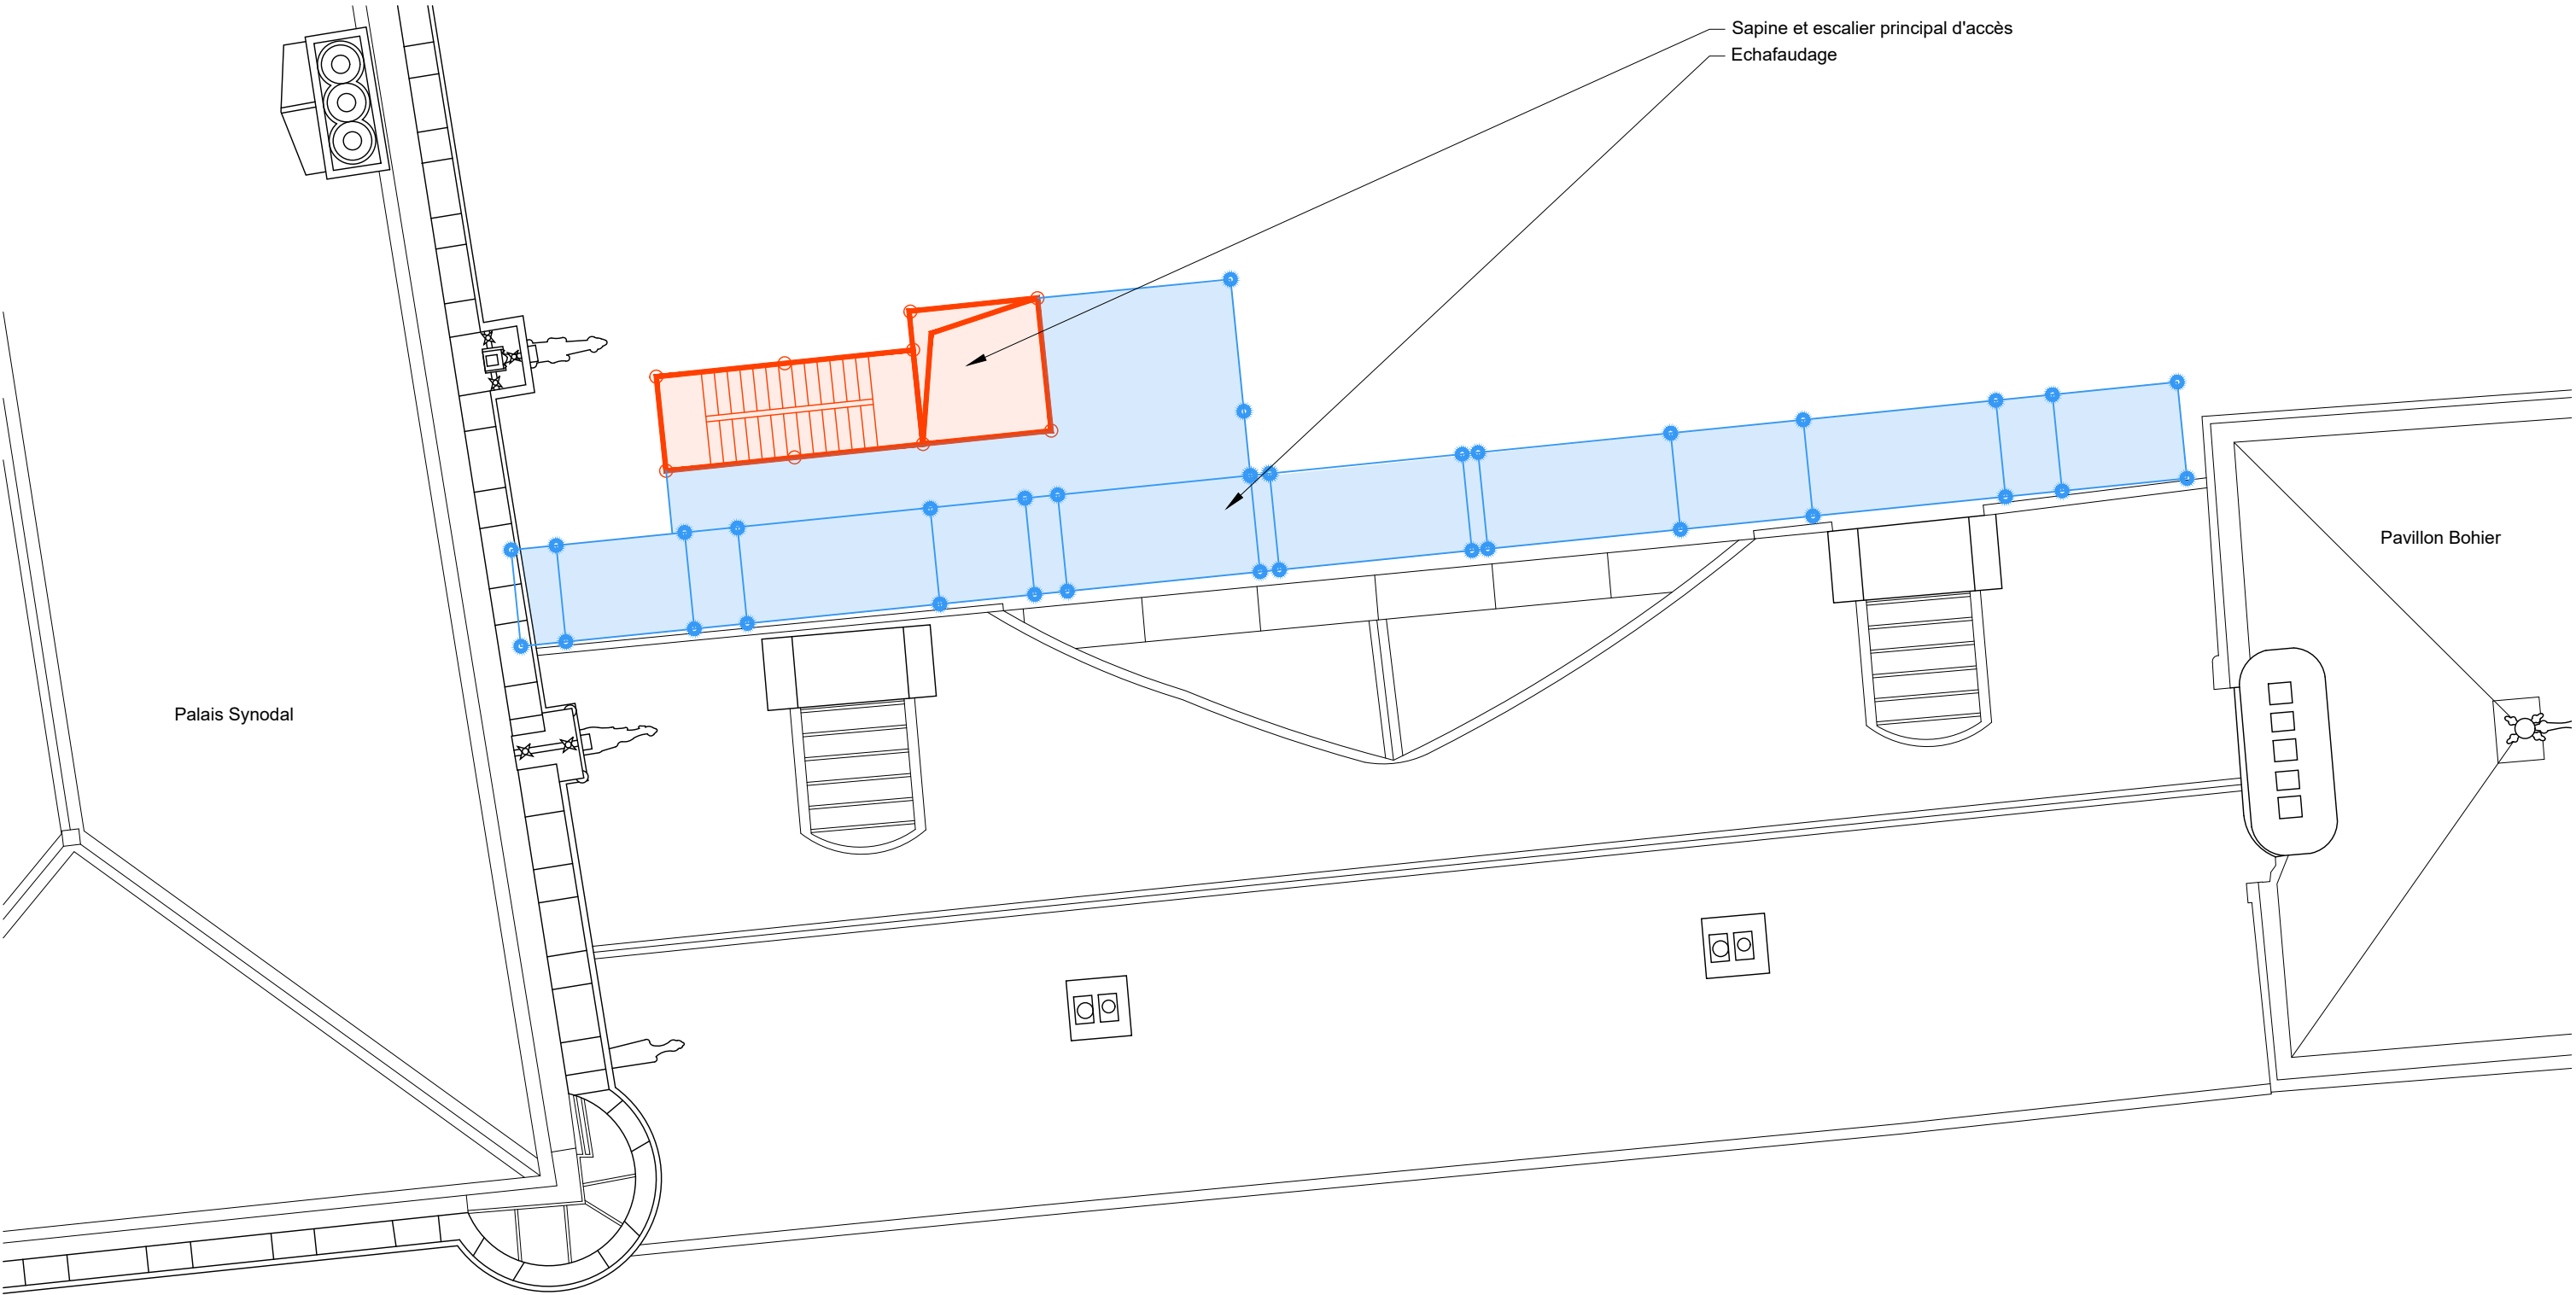 Sapine et escalier principal d'accès
Echafaudage
Pavillon Bohier
Palais Synodal